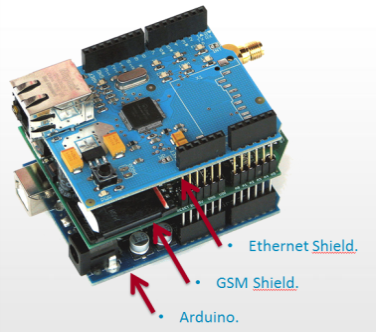 • Ethernet Shield.
• GSM Shield.
• Arduino.